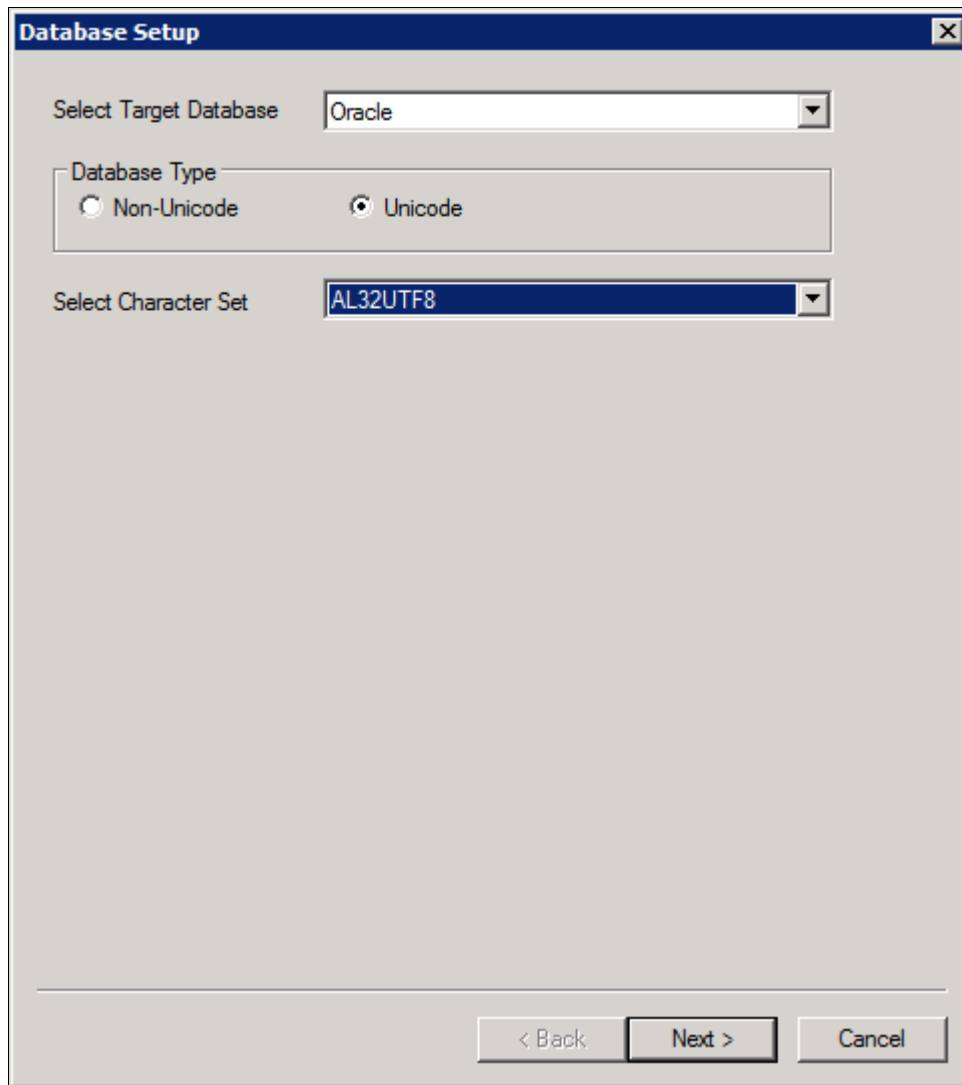 Database Setup
Select Target Database Oracle
Database Type
Non-Unicode Unicode
Select Character Set AL32UTF8
< Back Next > Cancel